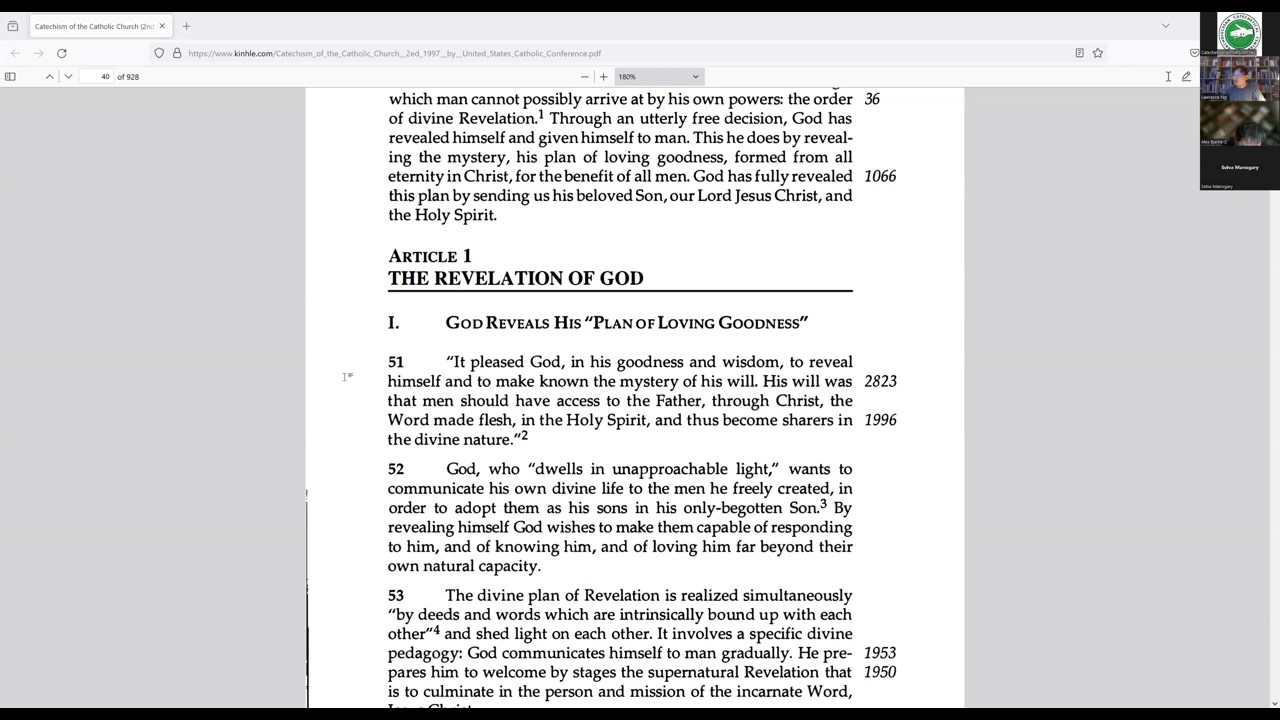 Catechism of the Catholic Church (2nd
https://www.kinhle.com/Catechism_of_the_Catholic_Church__2ed_1997__by__United_States_Catholic_Conference.pdf
40 of 928
180%
which man cannot possibly arrive at by his own powers: the order 36
of divine Revelation.1 Through an utterly free decision, God has
revealed himself and given himself to man. This he does by reveal-
ing the mystery, his plan of loving goodness, formed from all
eternity in Christ, for the benefit of all men. God has fully revealed 1066
this plan by sending us his beloved Son, our Lord Jesus Christ, and
the Holy Spirit.
ARTICLE 1
THE REVELATION OF GOD
I. GOD REVEALS HIS “PLAN OF LOVING GOODNESS”
51 “It pleased God, in his goodness and wisdom, to reveal
himself and to make known the mystery of his will. His will was 2823
that men should have access to the Father, through Christ, the
Word made flesh, in the Holy Spirit, and thus become sharers in 1996
the divine nature.”2
52 God, who “dwells in unapproachable light,” wants to
communicate his own divine life to the men he freely created, in
order to adopt them as his sons in his only-begotten Son.3 By
revealing himself God wishes to make them capable of responding
to him, and of knowing him, and of loving him far beyond their
own natural capacity.
53 The divine plan of Revelation is realized simultaneously
“by deeds and words which are intrinsically bound up with each
other”4 and shed light on each other. It involves a specific divine
pedagogy: God communicates himself to man gradually. He pre- 1953
pares him to welcome by stages the supernatural Revelation that 1950
is to culminate in the person and mission of the incarnate Word,
Jesus Christ.
Lawrence Ng
Selva Manogary
Selva Manogary